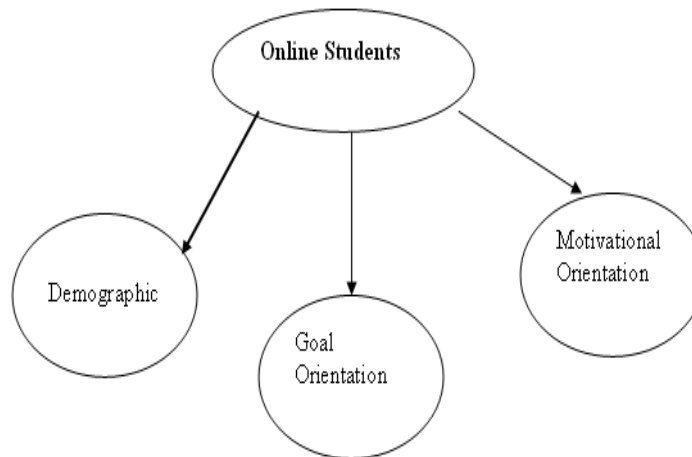 Online Students
Demographic
Goal
Orientation
Motivational
Orientation